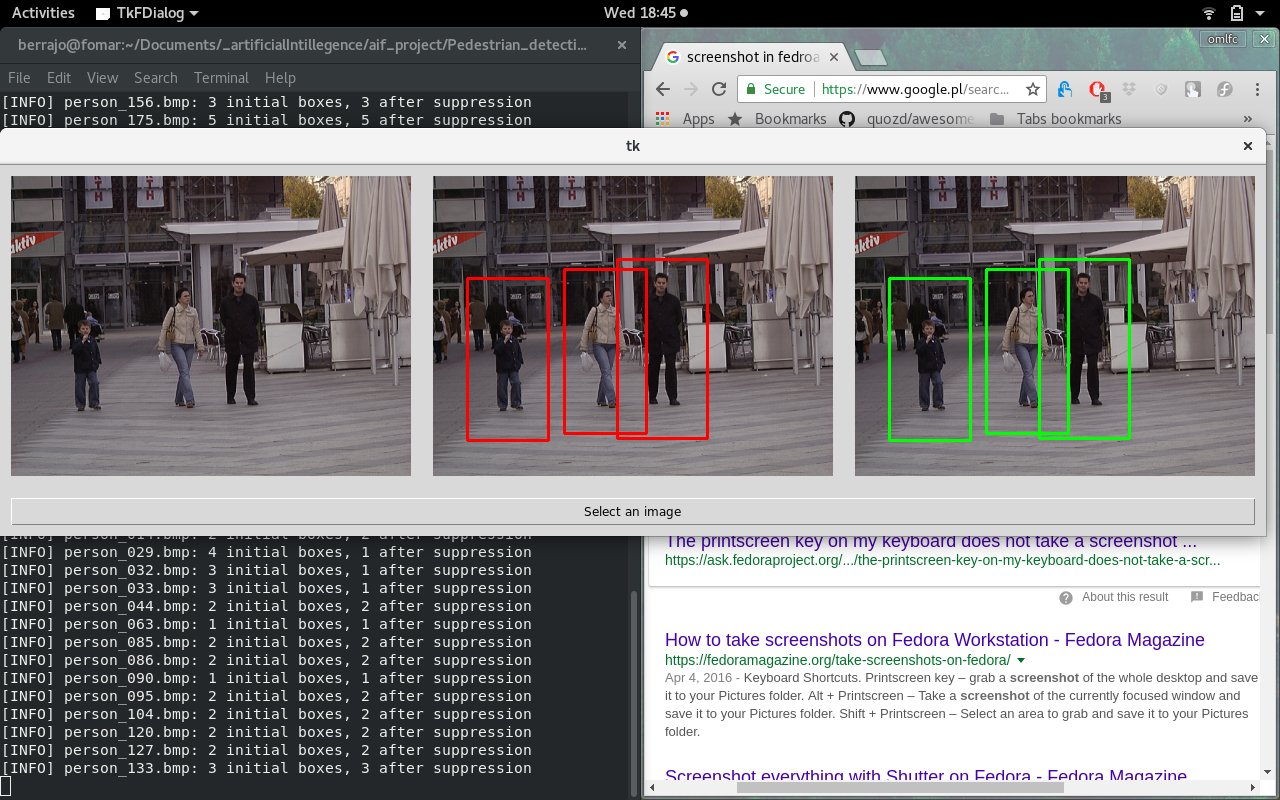 Activities TkFDialog Wed 18:45
berrajo@fomar:~/Documents/_artificialIntillegence/aif_project/Pedestrian_detecti...
File Edit View Search Terminal Help
[INFO] person_156.bmp: 3 initial boxes, 3 after suppression
[INFO] person_175.bmp: 5 initial boxes, 5 after suppression
omlfc
screenshot in fedroa
Secure https://www.google.pl/searc...
3
Apps Bookmarks quozd/awesome Tabs bookmarks »
tk
aktiv
Select an image
[INFO] person_014.bmp: 2 initial boxes, 2 after suppression
[INFO] person_029.bmp: 4 initial boxes, 1 after suppression
[INFO] person_032.bmp: 3 initial boxes, 1 after suppression
[INFO] person_033.bmp: 3 initial boxes, 1 after suppression
[INFO] person_044.bmp: 2 initial boxes, 2 after suppression
[INFO] person_063.bmp: 1 initial boxes, 1 after suppression
[INFO] person_085.bmp: 2 initial boxes, 2 after suppression
[INFO] person_086.bmp: 2 initial boxes, 2 after suppression
[INFO] person_090.bmp: 1 initial boxes, 1 after suppression
[INFO] person_095.bmp: 2 initial boxes, 2 after suppression
[INFO] person_104.bmp: 2 initial boxes, 2 after suppression
[INFO] person_120.bmp: 2 initial boxes, 2 after suppression
[INFO] person_127.bmp: 2 initial boxes, 2 after suppression
[INFO] person_133.bmp: 3 initial boxes, 3 after suppression
The printscreen key on my keyboard does not take a screenshot ...
https://ask.fedoraproject.org/.../the-printscreen-key-on-my-keyboard-does-not-take-a-scr...
About this result Feedbac
How to take screenshots on Fedora Workstation - Fedora Magazine
https://fedoramagazine.org/take-screenshots-on-fedora/
Apr 4, 2016 - Keyboard Shortcuts. Printscreen key – grab a screenshot of the whole desktop and save
it to your Pictures folder. Alt + Printscreen – Take a screenshot of the currently focused window and
save it to your Pictures folder. Shift + Printscreen – Select an area to grab and save it to your Pictures
folder.
Screenshot everything with Shutter on Fedora - Fedora Magazine